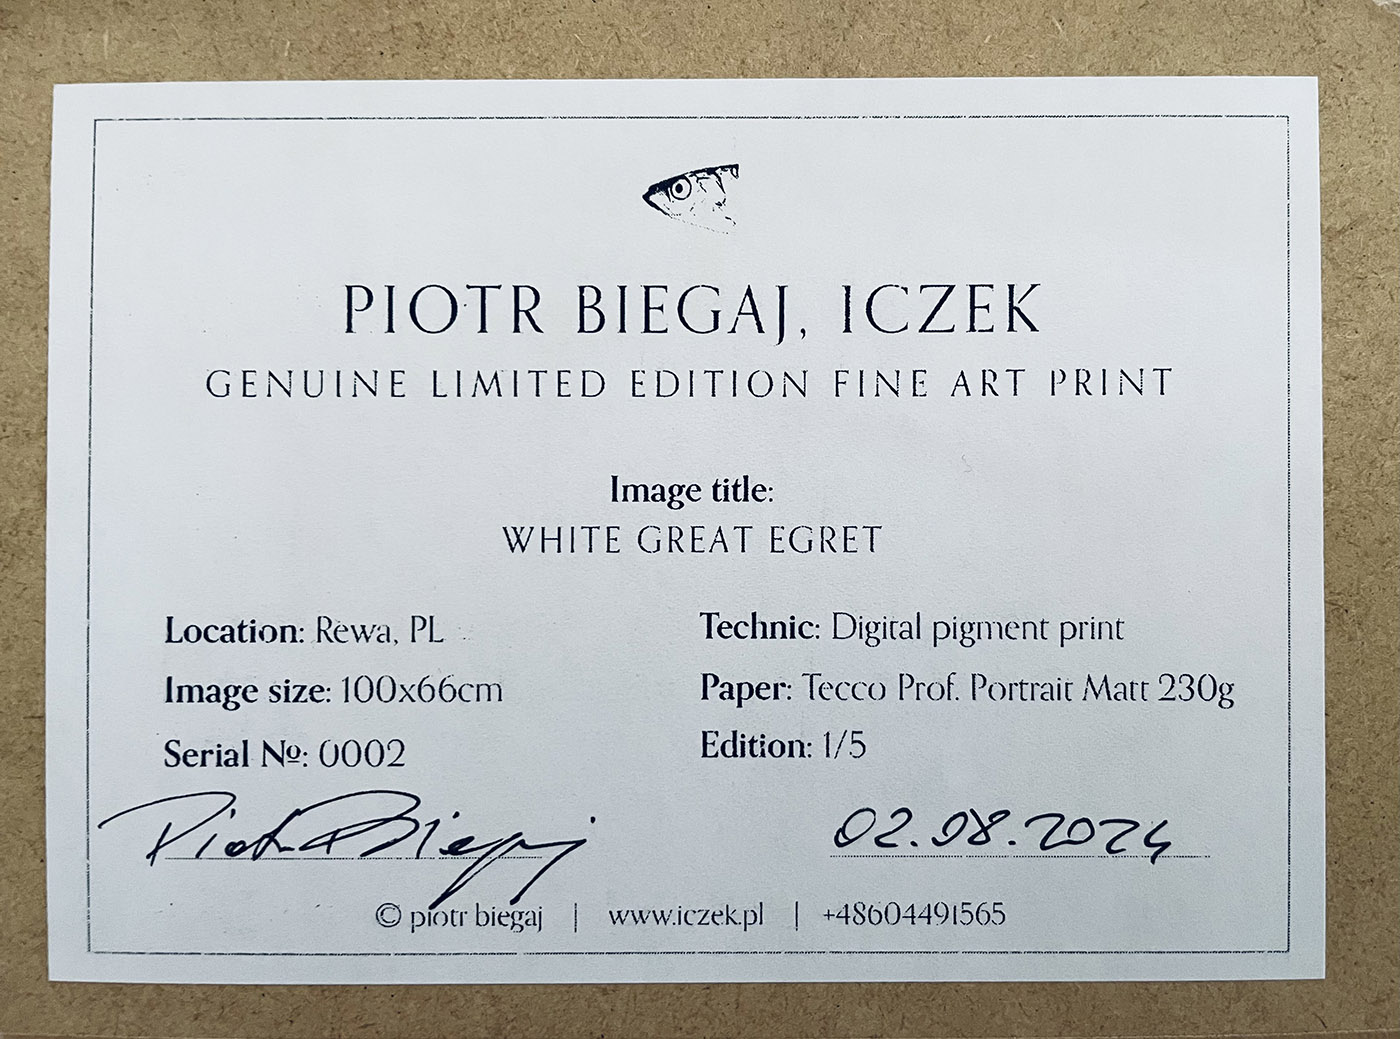 PIOTR BIEGAJ, ICZEK
GENUINE LIMITED EDITION FINE ART PRINT
Image title:
WHITE GREAT EGRET
Location: Rewa, PL
Image size: 100x66cm
Serial Nº: 0002
Technic: Digital pigment print
Paper: Tecco Prof. Portrait Matt 230g
Edition: 1/5
Piotr Biegaj
02.08.2024
© piotr biegaj | www.iczek.pl | +48604491565